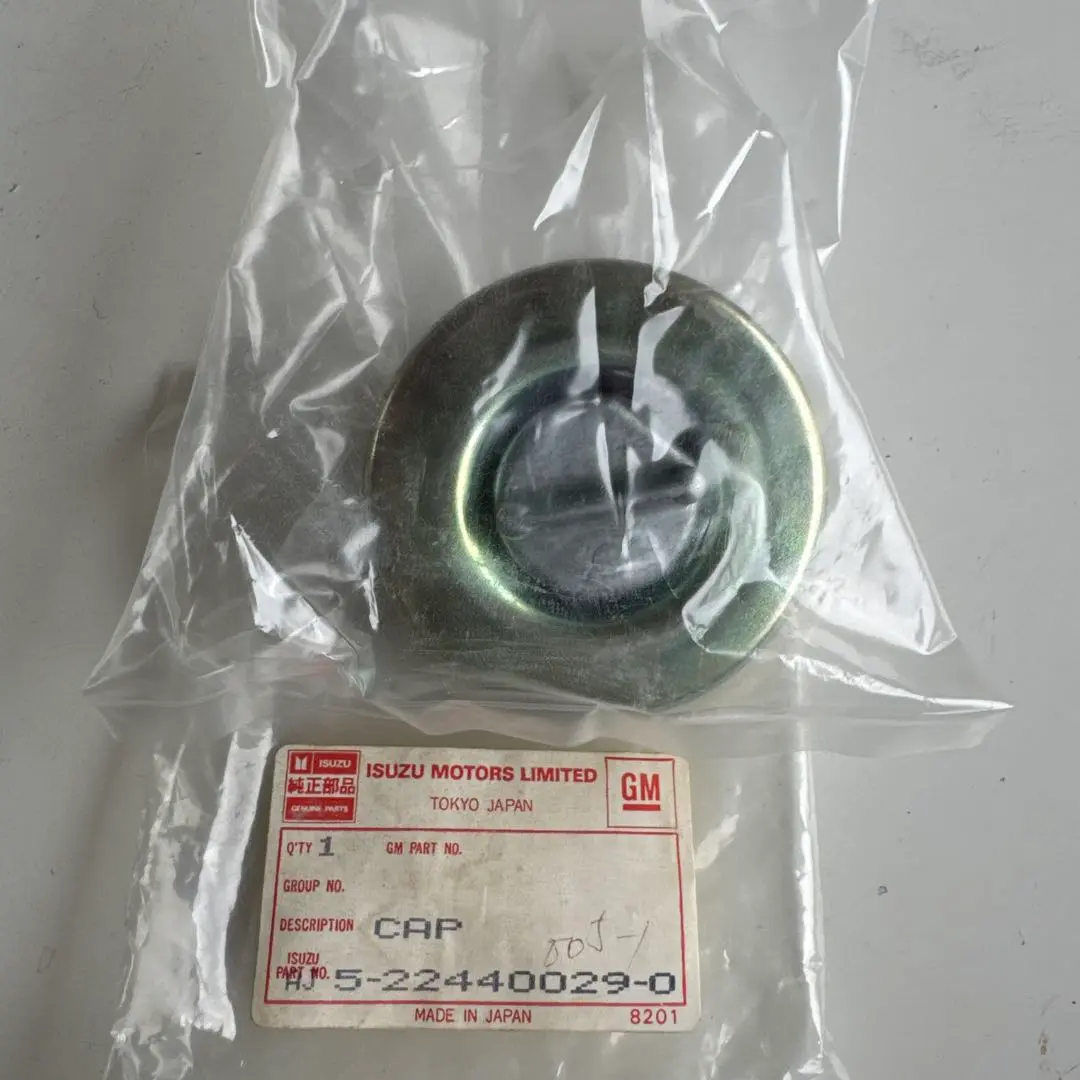 ISUZU
純正部品
GENUINE PARTS
ISUZU MOTORS LIMITED
TOKYO JAPAN
GM
Q'TY 1 GM PART NO.
GROUP NO.
DESCRIPTION CAP
ISUZU
PART NO. HJ 5-22440029-0
MADE IN JAPAN 8201